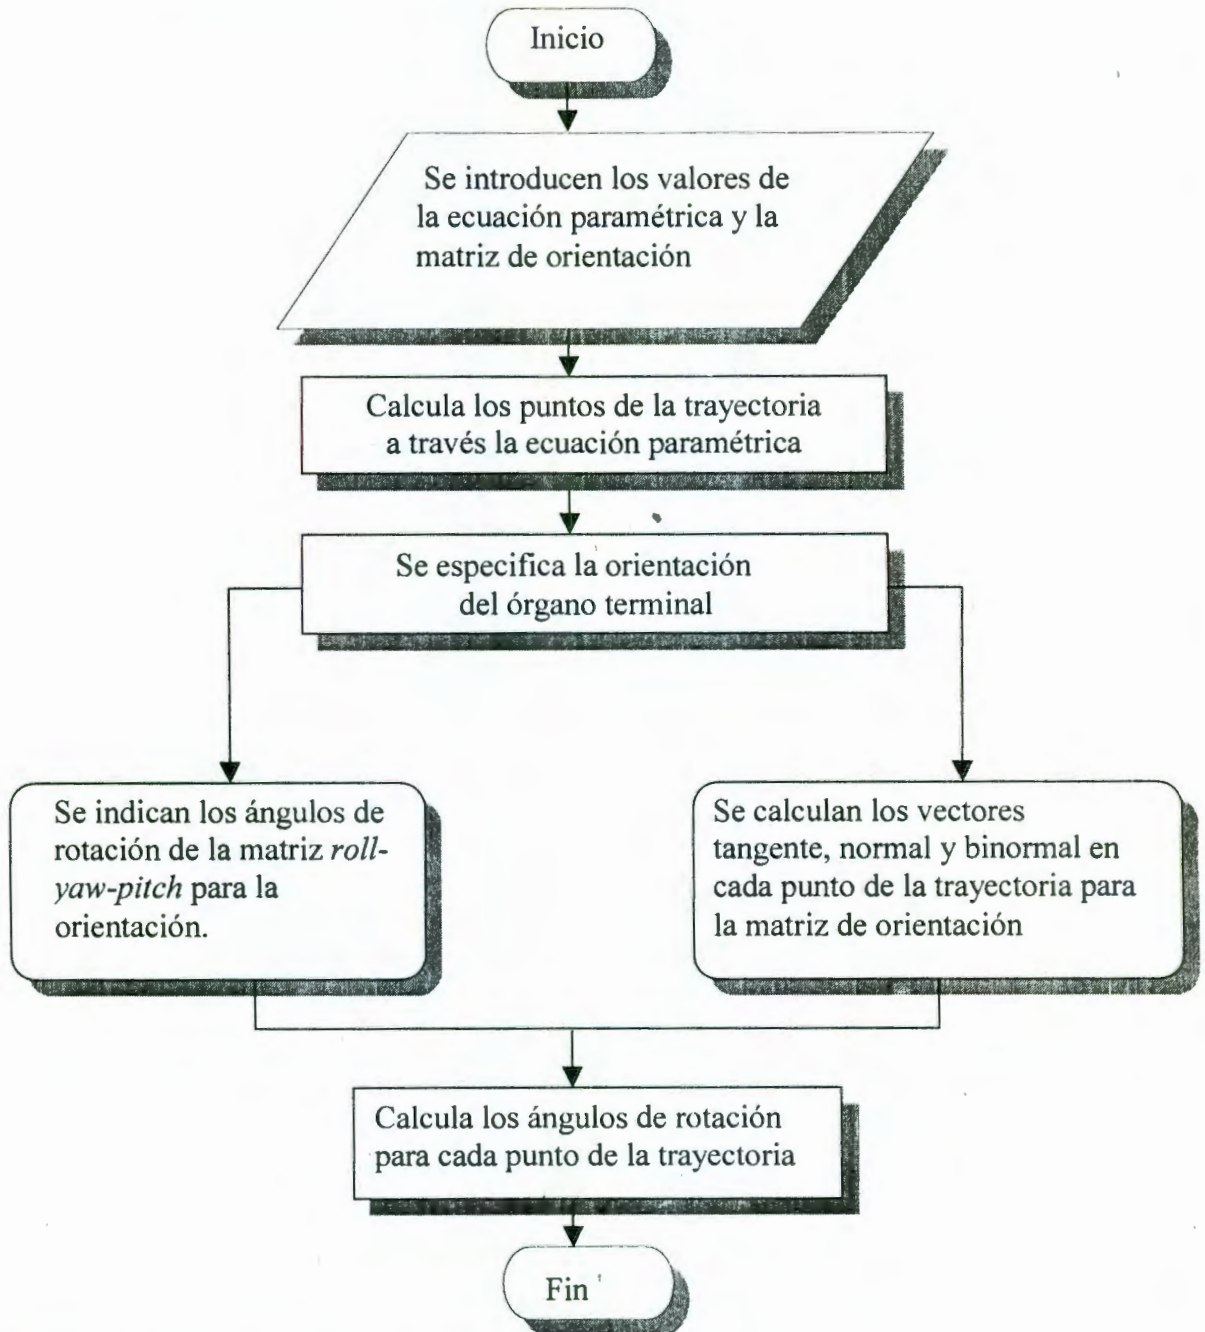 Inicio
Se introducen los valores de
la ecuación paramétrica y la
matriz de orientación
Calcula los puntos de la trayectoria
a través la ecuación paramétrica
Se especifica la orientación
del órgano terminal
Se indican los ángulos de
rotación de la matriz roll-
yaw-pitch para la
orientación.
Se calculan los vectores
tangente, normal y binormal en
cada punto de la trayectoria para
la matriz de orientación
Calcula los ángulos de rotación
para cada punto de la trayectoria
Fin